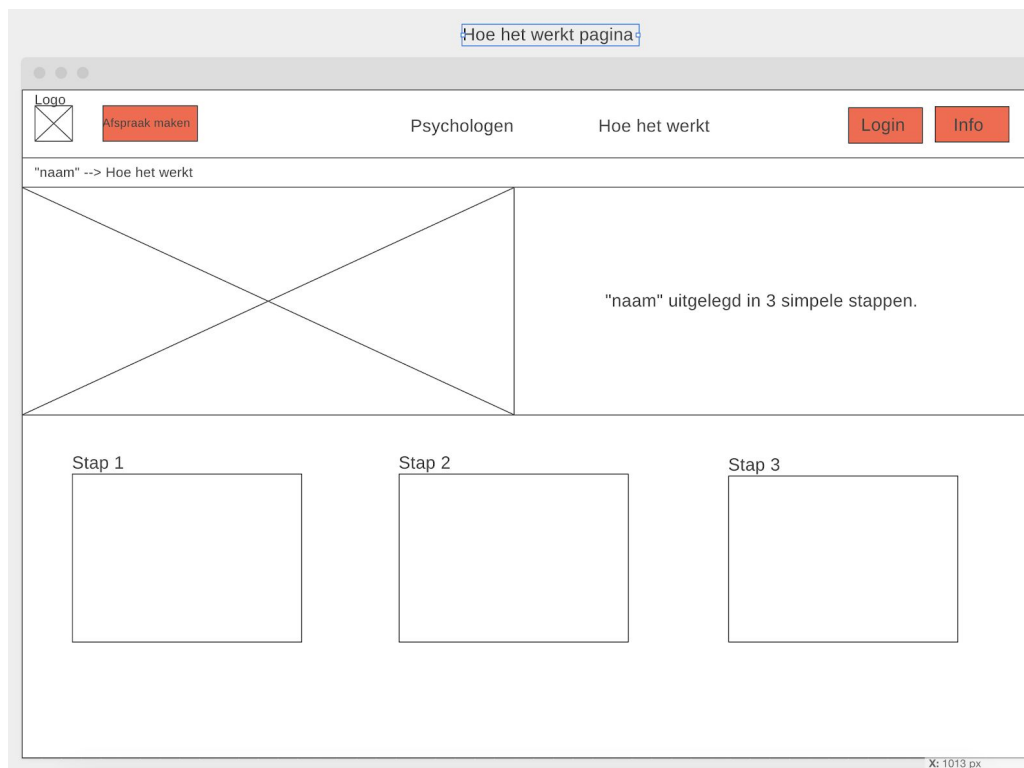 Hoe het werkt pagina
Logo
Afspraak maken
Psychologen
Hoe het werkt
Login
Info
"naam" --> Hoe het werkt
"naam" uitgelegd in 3 simpele stappen.
Stap 1
Stap 2
Stap 3
X: 1013 px